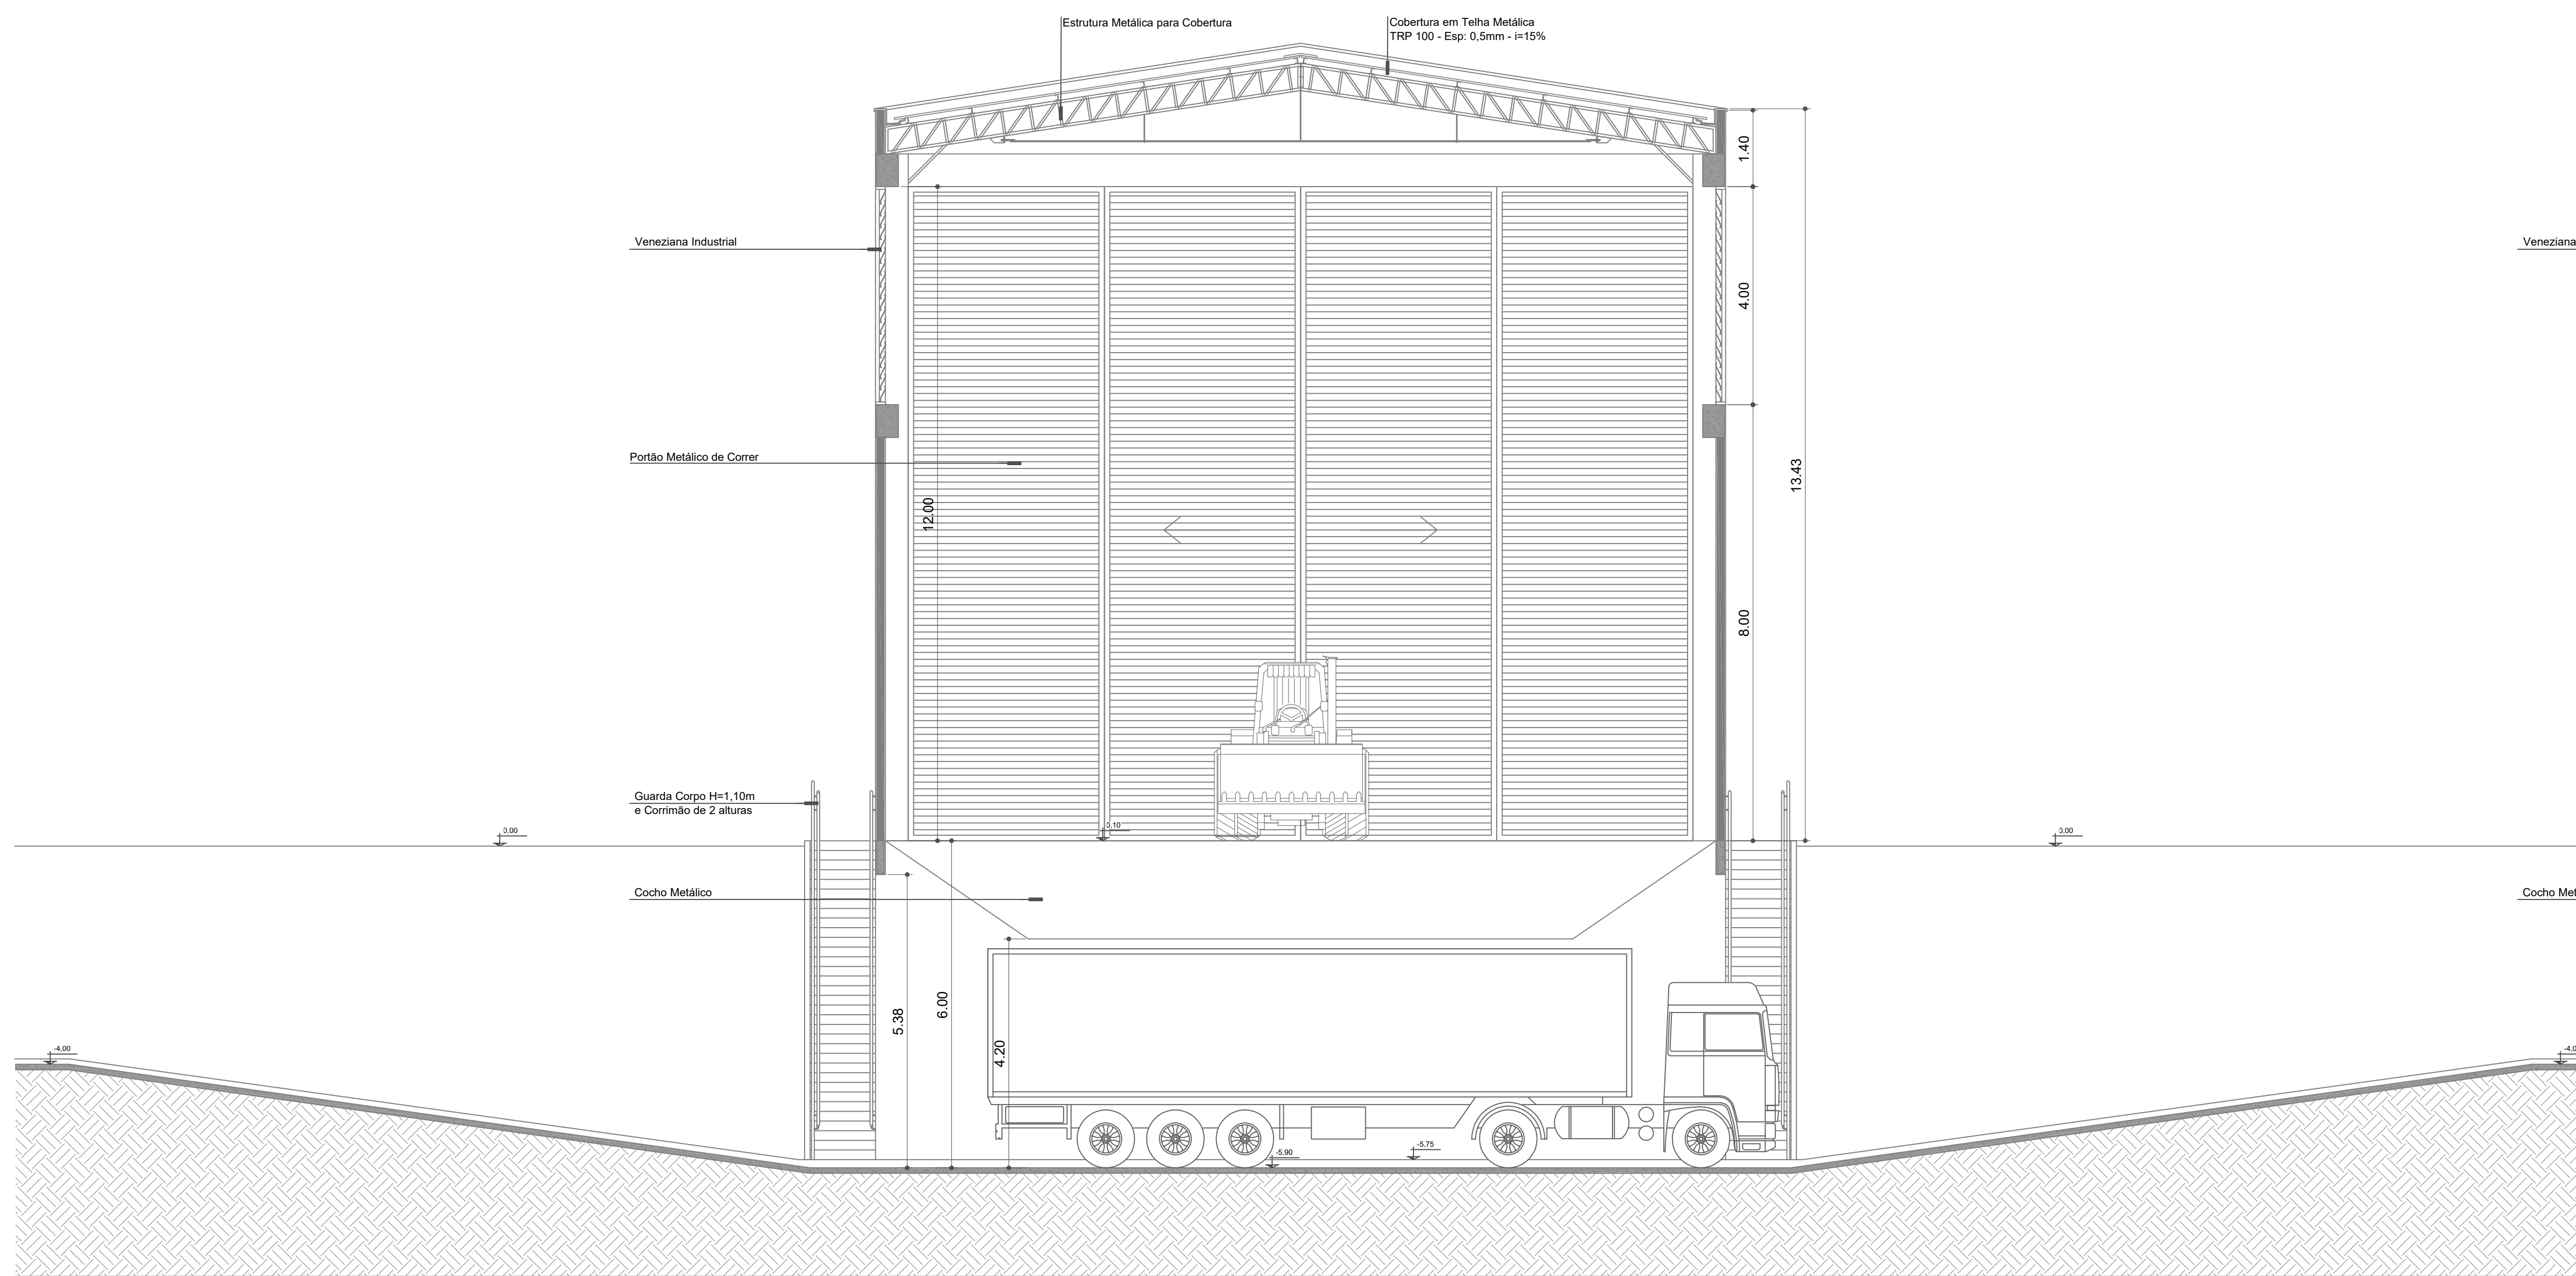 Estrutura Metálica para Cobertura
Cobertura em Telha Metálica
TRP 100 - Esp: 0,5mm - i=15%
1.40
Veneziana Industrial
Veneziana
4.00
Portão Metálico de Correr
13.43
12.00
8.00
Guarda Corpo H=1,10m
e Corrimão de 2 alturas
0,00
0,10
0,00
Cocho Metálico
Cocho Met
5.38
6.00
4.20
-4,00
-4,0
-5.75
-5.90